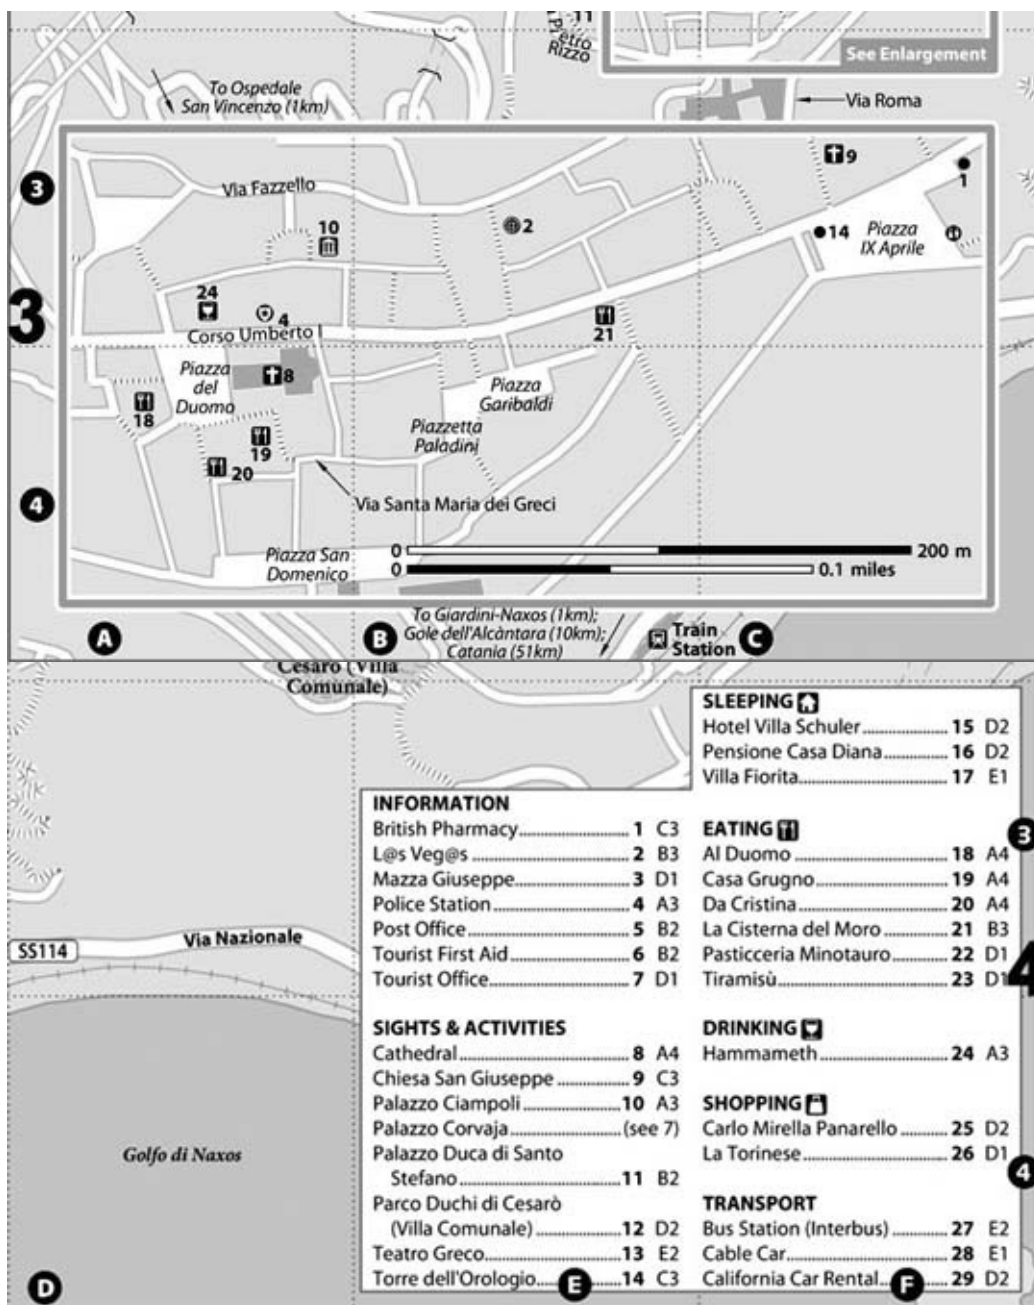 11
Pietro
Rizzo
See Enlargement
To Ospedale
San Vincenzo (1km)
Via Roma
3
Via Fazzello
9
1
10
2
14
Piazza
IX Aprile
24
4
3
Corso Umberto I
21
Piazza
del
Duomo
8
Piazza
Garibaldi
18
Piazzetta
Paladini
19
20
4
Via Santa Maria dei Greci
Piazza San
Domenico
0 200 m
0 0.1 miles
A B C
To Giardini-Naxos (1km);
Gole dell'Alcàntara (10km);
Catania (51km)
Train
Station
Cesarò (Villa
Comunale)
SS114
Via Nazionale
Golfo di Naxos
INFORMATION
British Pharmacy 1 C3
L@s Veg@s 2 B3
Mazza Giuseppe 3 D1
Police Station 4 A3
Post Office 5 B2
Tourist First Aid 6 B2
Tourist Office 7 D1
SIGHTS & ACTIVITIES
Cathedral 8 A4
Chiesa San Giuseppe 9 C3
Palazzo Ciampoli 10 A3
Palazzo Corvaja (see 7)
Palazzo Duca di Santo
Stefano 11 B2
Parco Duchi di Cesarò
(Villa Comunale) 12 D2
Teatro Greco 13 E2
Torre dell'Orologio 14 C3
SLEEPING
Hotel Villa Schuler 15 D2
Pensione Casa Diana 16 D2
Villa Fiorita 17 E1
EATING
Al Duomo 18 A4
Casa Grugno 19 A4
Da Cristina 20 A4
La Cisterna del Moro 21 B3
Pasticceria Minotauro 22 D1
Tiramisù 23 D1
DRINKING
Hammameth 24 A3
SHOPPING
Carlo Mirella Panarello 25 D2
La Torinese 26 D1
TRANSPORT
Bus Station (Interbus) 27 E2
Cable Car 28 E1
California Car Rental 29 D2
3
4
4
D E F